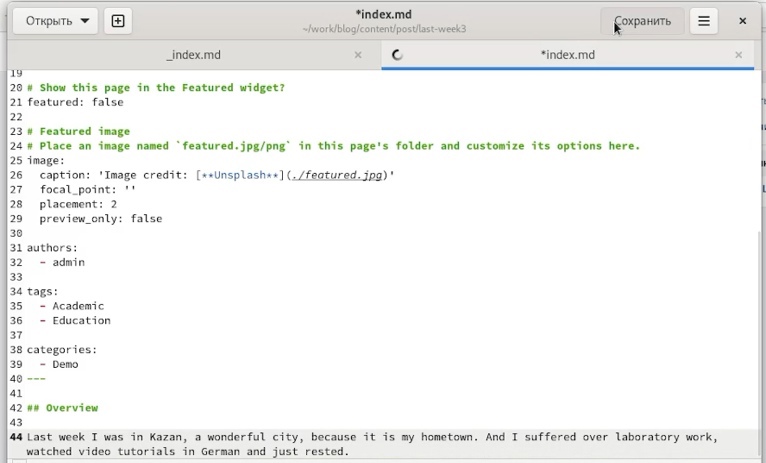 Открыть
*index.md
~/work/blog/content/post/last-week3
Сохранить
_index.md
*index.md
19
20 # Show this page in the Featured widget?
21 featured: false
22
23 # Featured image
24 # Place an image named `featured.jpg/png` in this page's folder and customize its options here.
25 image:
26   caption: 'Image credit: [**Unsplash**](./featured.jpg)'
27   focal_point: ''
28   placement: 2
29   preview_only: false
30
31 authors:
32   - admin
33
34 tags:
35   - Academic
36   - Education
37
38 categories:
39   - Demo
40 ---
41
42 ## Overview
43
44 Last week I was in Kazan, a wonderful city, because it is my hometown. And I suffered over laboratory work,
watched video tutorials in German and just rested.